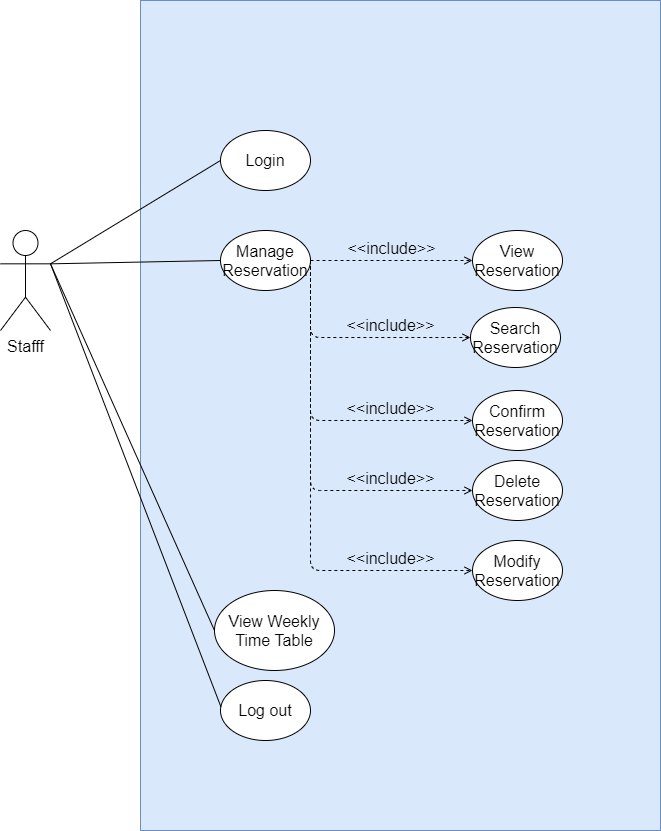 Login
Manage
Reservation
<<include>>
View
Reservation
<<include>>
Search
Reservation
Stafff
<<include>>
Confirm
Reservation
<<include>>
Delete
Reservation
<<include>>
Modify
Reservation
View Weekly
Time Table
Log out